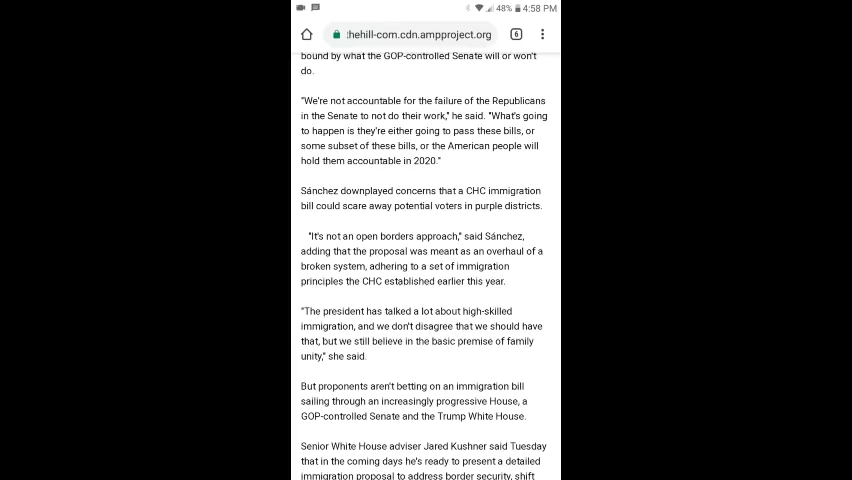 48% 4:58 PM
:hehill-com.cdn.ampproject.org 6
bound by what the GOP-controlled Senate will or won't
do.
"We're not accountable for the failure of the Republicans
in the Senate to not do their work," he said. "What's going
to happen is they're either going to pass these bills, or
some subset of these bills, or the American people will
hold them accountable in 2020."
Sánchez downplayed concerns that a CHC immigration
bill could scare away potential voters in purple districts.
"It's not an open borders approach," said Sánchez,
adding that the proposal was meant as an overhaul of a
broken system, adhering to a set of immigration
principles the CHC established earlier this year.
"The president has talked a lot about high-skilled
immigration, and we don't disagree that we should have
that, but we still believe in the basic premise of family
unity," she said.
But proponents aren't betting on an immigration bill
sailing through an increasingly progressive House, a
GOP-controlled Senate and the Trump White House.
Senior White House adviser Jared Kushner said Tuesday
that in the coming days he's ready to present a detailed
immigration proposal to address border security, shift